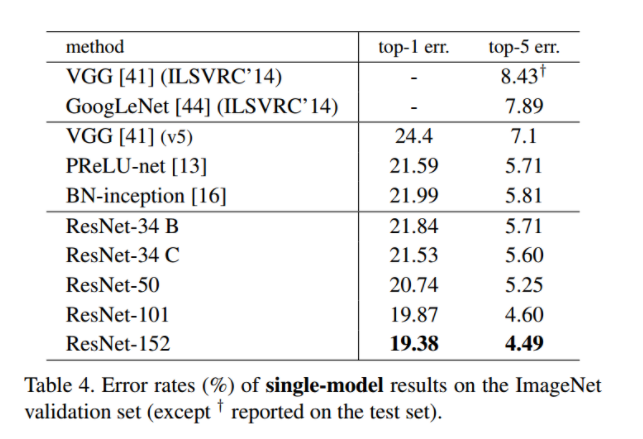 method top-1 err. top-5 err.
VGG [41] (ILSVRC’14) - 8.43†
GoogLeNet [44] (ILSVRC’14) - 7.89
VGG [41] (v5) 24.4 7.1
PReLU-net [13] 21.59 5.71
BN-inception [16] 21.99 5.81
ResNet-34 B 21.84 5.71
ResNet-34 C 21.53 5.60
ResNet-50 20.74 5.25
ResNet-101 19.87 4.60
ResNet-152 19.38 4.49
Table 4. Error rates (%) of single-model results on the ImageNet
validation set (except † reported on the test set).